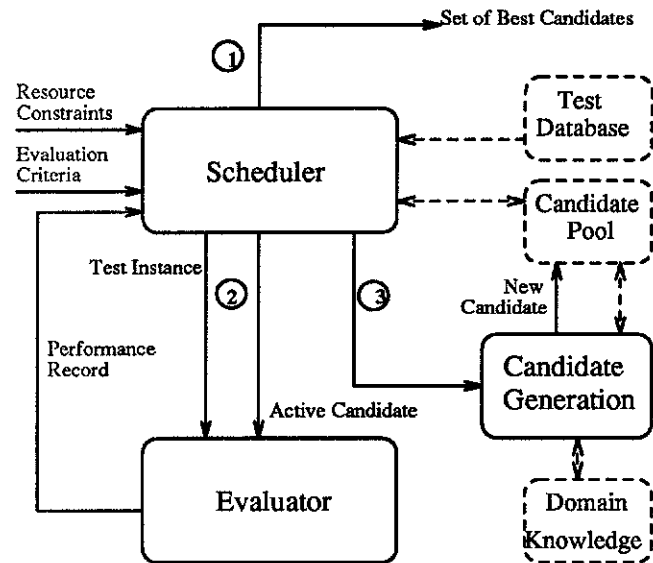 Set of Best Candidates
1
Resource
Constraints
Test
Database
Evaluation
Criteria
Scheduler
Candidate
Pool
Test Instance
2
3
New
Candidate
Performance
Record
Candidate
Generation
Active Candidate
Evaluator
Domain
Knowledge